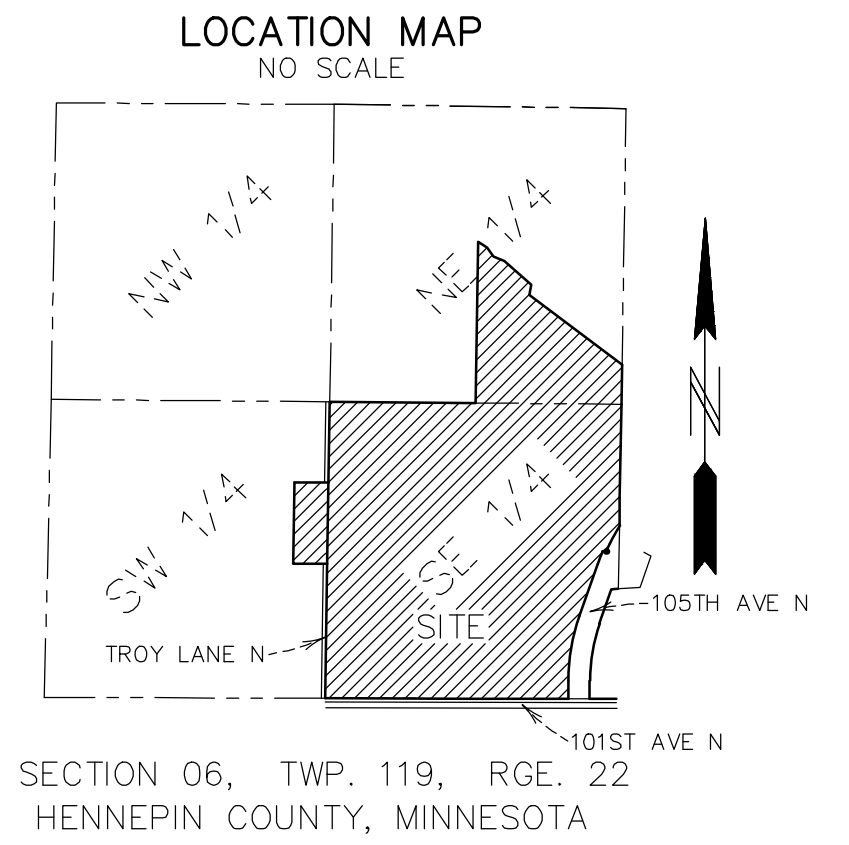 LOCATION MAP
NO SCALE
NW 1/4
NE 1/4
N
SW 1/4
SE 1/4
SITE
105TH AVE N
TROY LANE N
101ST AVE N
SECTION 06, TWP. 119, RGE. 22
HENNEPIN COUNTY, MINNESOTA